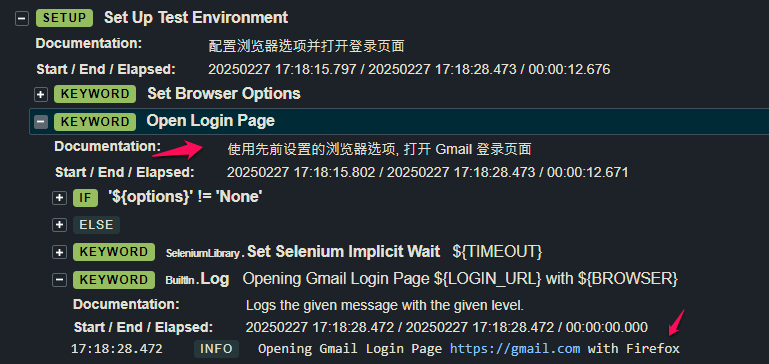 SETUP Set Up Test Environment
Documentation: 配置浏览器选项并打开登录页面
Start / End / Elapsed: 20250227 17:18:15.797 / 20250227 17:18:28.473 / 00:00:12.676
KEYWORD Set Browser Options
KEYWORD Open Login Page
Documentation: 使用先前设置的浏览器选项, 打开 Gmail 登录页面
Start / End / Elapsed: 20250227 17:18:15.802 / 20250227 17:18:28.473 / 00:00:12.671
IF '${options}' != 'None'
ELSE
KEYWORD SeleniumLibrary.Set Selenium Implicit Wait ${TIMEOUT}
KEYWORD BuiltIn.Log Opening Gmail Login Page ${LOGIN_URL} with ${BROWSER}
Documentation: Logs the given message with the given level.
Start / End / Elapsed: 20250227 17:18:28.472 / 20250227 17:18:28.472 / 00:00:00.000
17:18:28.472 INFO Opening Gmail Login Page https://gmail.com with Firefox